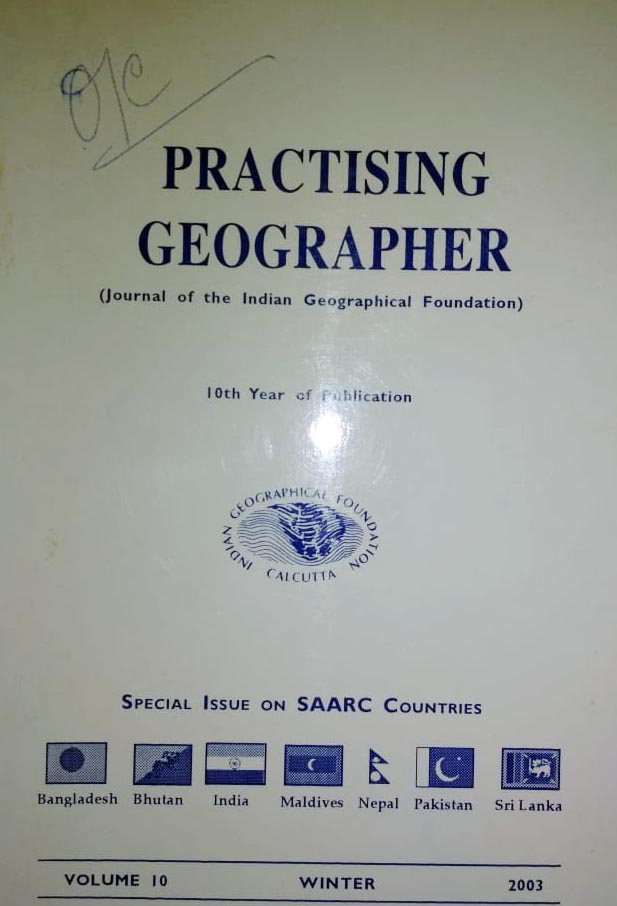 O/C
PRACTISING
GEOGRAPHER
(Journal of the Indian Geographical Foundation)
10th Year of Publication
INDIAN GEOGRAPHICAL FOUNDATION
CALCUTTA
SPECIAL ISSUE ON SAARC COUNTRIES
Bangladesh Bhutan India Maldives Nepal Pakistan Sri Lanka
VOLUME 10 WINTER 2003